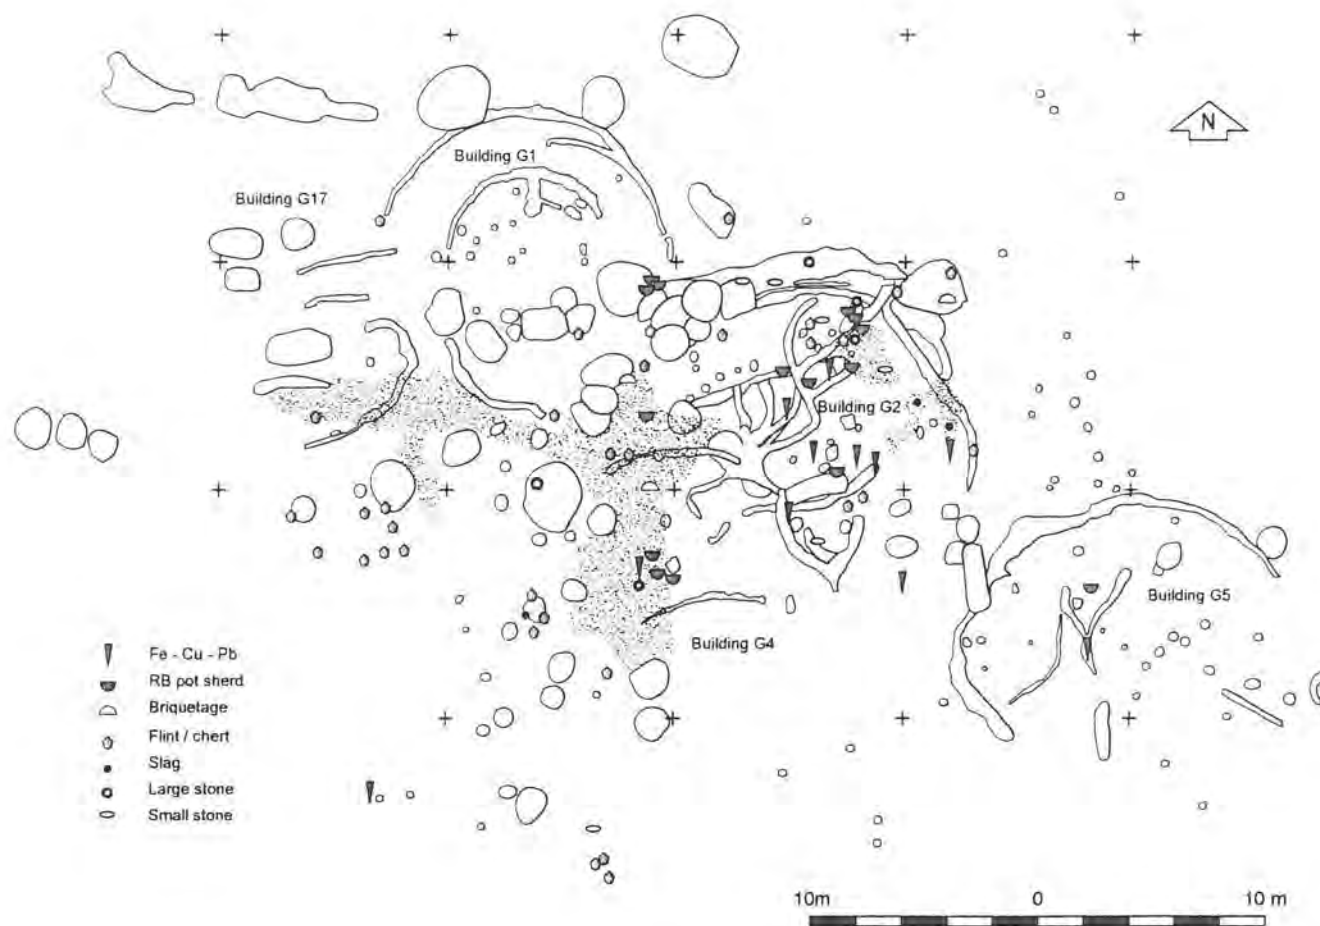 N
Building G1
Building G17
Building G2
Building G5
Building G4
Fe - Cu - Pb
RB pot sherd
Briquetage
Flint / chert
Slag
Large stone
Small stone
10m 0 10 m